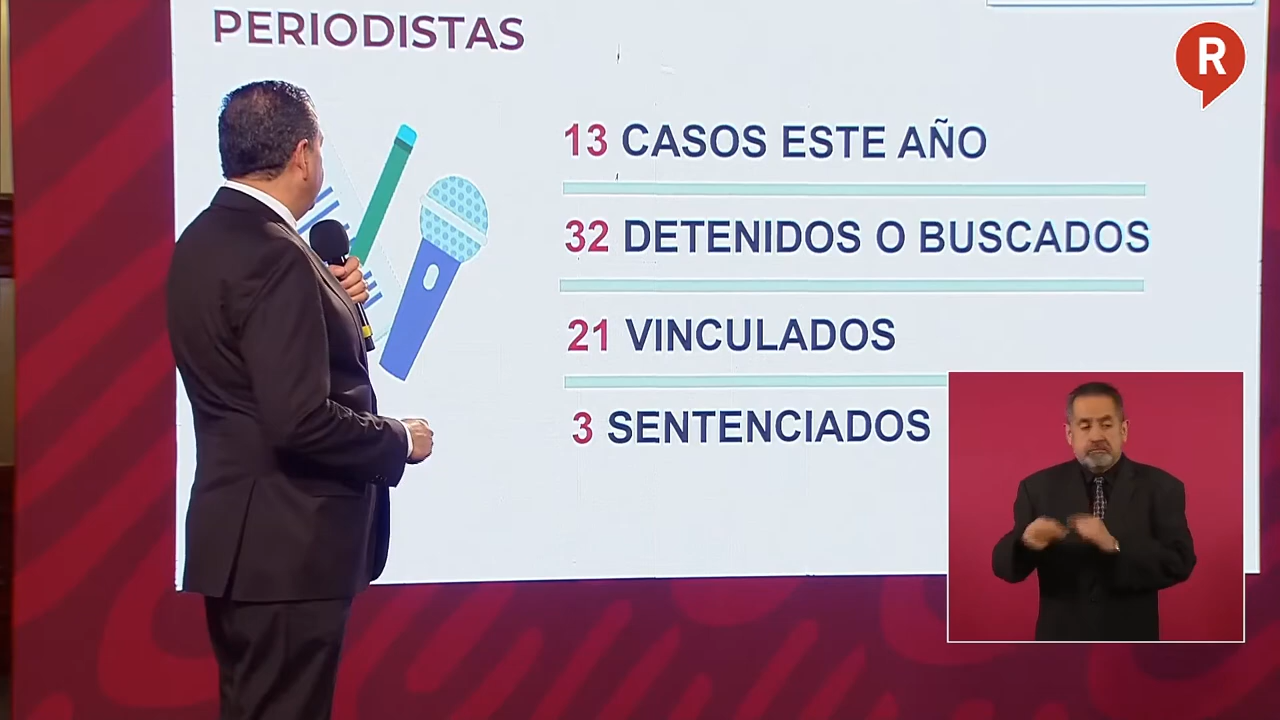 PERIODISTAS
R
13 CASOS ESTE AÑO
32 DETENIDOS O BUSCADOS
21 VINCULADOS
3 SENTENCIADOS